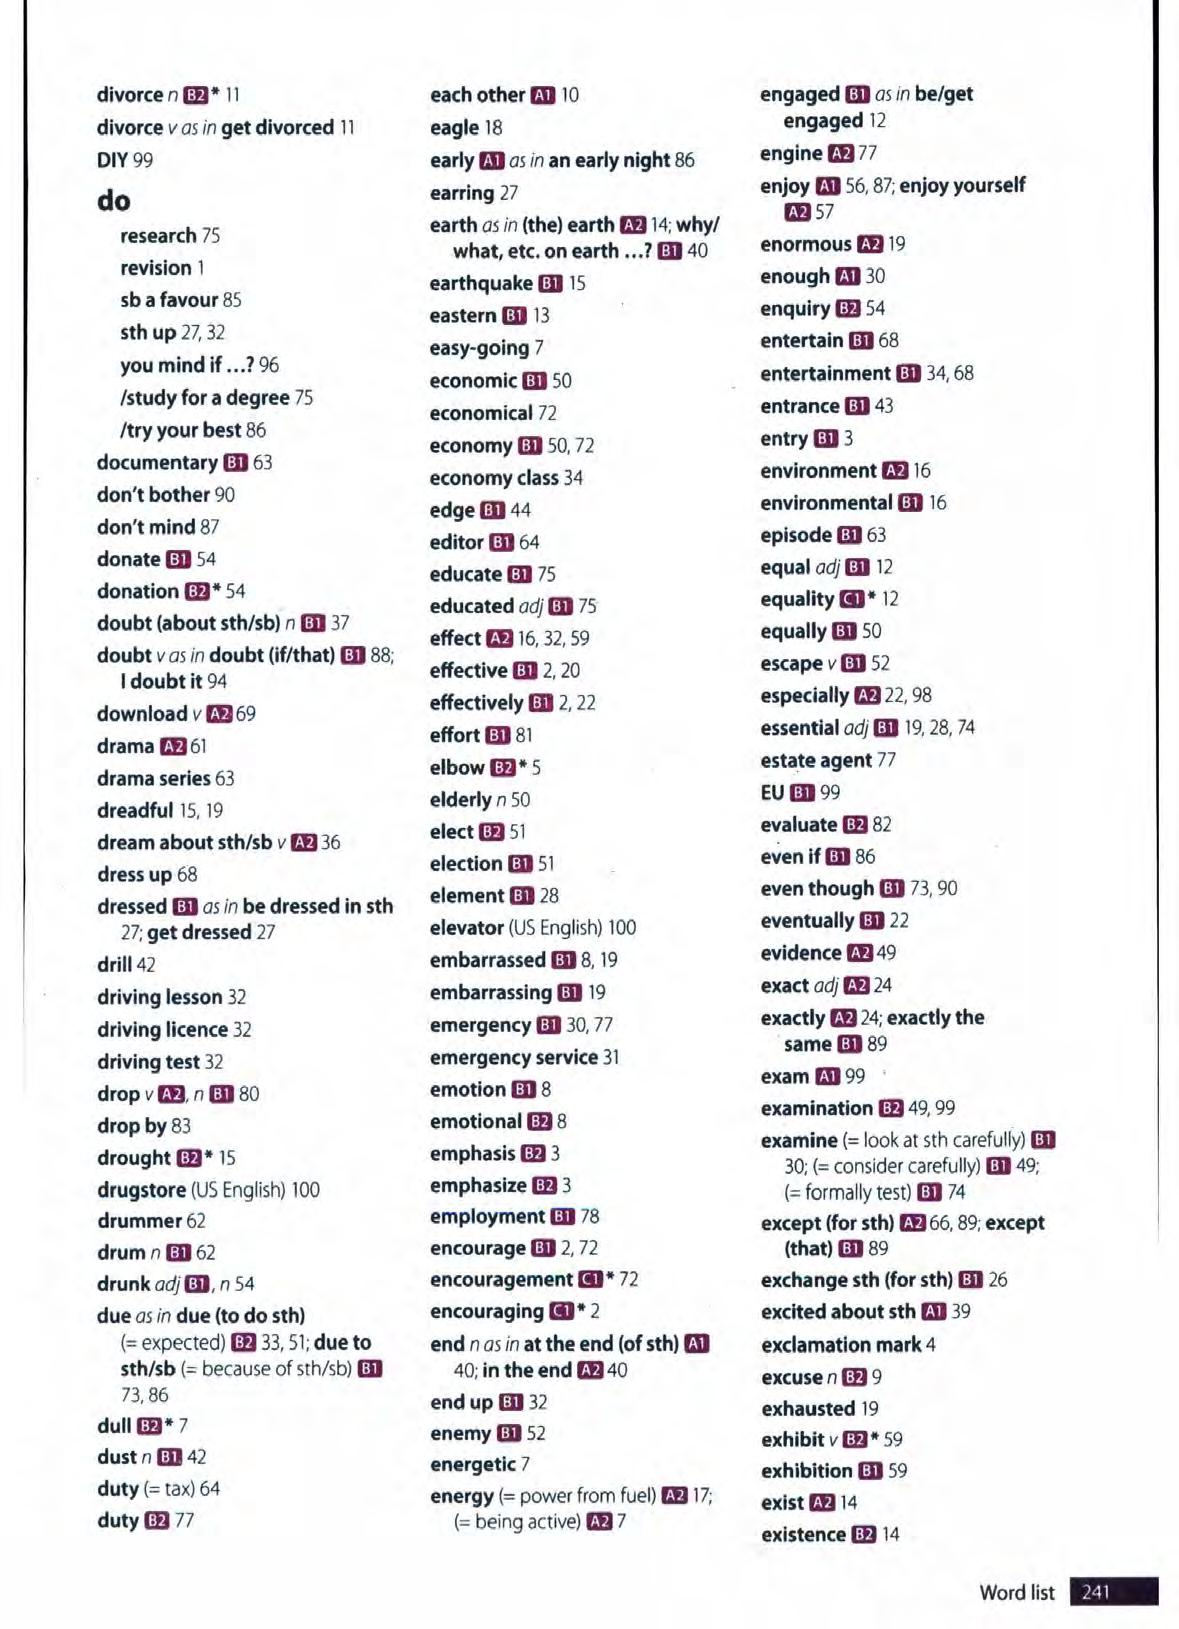 divorce n B2* 11
divorce v as in get divorced 11
DIY 99
do
research 75
revision 1
sb a favour 85
sth up 27, 32
you mind if ...? 96
/study for a degree 75
/try your best 86
documentary B1 63
don't bother 90
don't mind 87
donate B1 54
donation B2* 54
doubt (about sth/sb) n B1 37
doubt v as in doubt (if/that) B1 88;
I doubt it 94
download v A2 69
drama A2 61
drama series 63
dreadful 15, 19
dream about sth/sb v A2 36
dress up 68
dressed B1 as in be dressed in sth
27; get dressed 27
drill 42
driving lesson 32
driving licence 32
driving test 32
drop v A2, n B1 80
drop by 83
drought B2* 15
drugstore (US English) 100
drummer 62
drum n B1 62
drunk adj B1, n 54
due as in due (to do sth)
(= expected) B2 33, 51; due to
sth/sb (= because of sth/sb) B1
73, 86
dull B2* 7
dust n B1 42
duty (= tax) 64
duty B2 77
each other A1 10
eagle 18
early A1 as in an early night 86
earring 27
earth as in (the) earth A2 14; why/
what, etc. on earth ...? B1 40
earthquake B1 15
eastern B1 13
easy-going 7
economic B1 50
economical 72
economy B1 50, 72
economy class 34
edge B1 44
editor B1 64
educate B1 75
educated adj B1 75
effect A2 16, 32, 59
effective B1 2, 20
effectively B1 2, 22
effort B1 81
elbow B2* 5
elderly n 50
elect B2 51
election B1 51
element B1 28
elevator (US English) 100
embarrassed B1 8, 19
embarrassing B1 19
emergency B1 30, 77
emergency service 31
emotion B1 8
emotional B2 8
emphasis B2 3
emphasize B2 3
employment B1 78
encourage B1 2, 72
encouragement C1* 72
encouraging C1* 2
end n as in at the end (of sth) A1
40; in the end A2 40
end up B1 32
enemy B1 52
energetic 7
energy (= power from fuel) A2 17;
(= being active) A2 7
engaged B1 as in be/get
engaged 12
engine A2 77
enjoy A1 56, 87; enjoy yourself
A2 57
enormous A2 19
enough A1 30
enquiry B2 54
entertain B1 68
entertainment B1 34, 68
entrance B1 43
entry B1 3
environment A2 16
environmental B1 16
episode B1 63
equal adj B1 12
equality C1* 12
equally B1 50
escape v B1 52
especially A2 22, 98
essential adj B1 19, 28, 74
estate agent 77
EU B1 99
evaluate B2 82
even if B1 86
even though B1 73, 90
eventually B1 22
evidence A2 49
exact adj A2 24
exactly A2 24; exactly the
same B1 89
exam A1 99
examination B2 49, 99
examine (= look at sth carefully) B1
30; (= consider carefully) B1 49;
(= formally test) B1 74
except (for sth) A2 66, 89; except
(that) B1 89
exchange sth (for sth) B1 26
excited about sth A1 39
exclamation mark 4
excuse n B2 9
exhausted 19
exhibit v B2* 59
exhibition B1 59
exist A2 14
existence B2 14
Word list 241